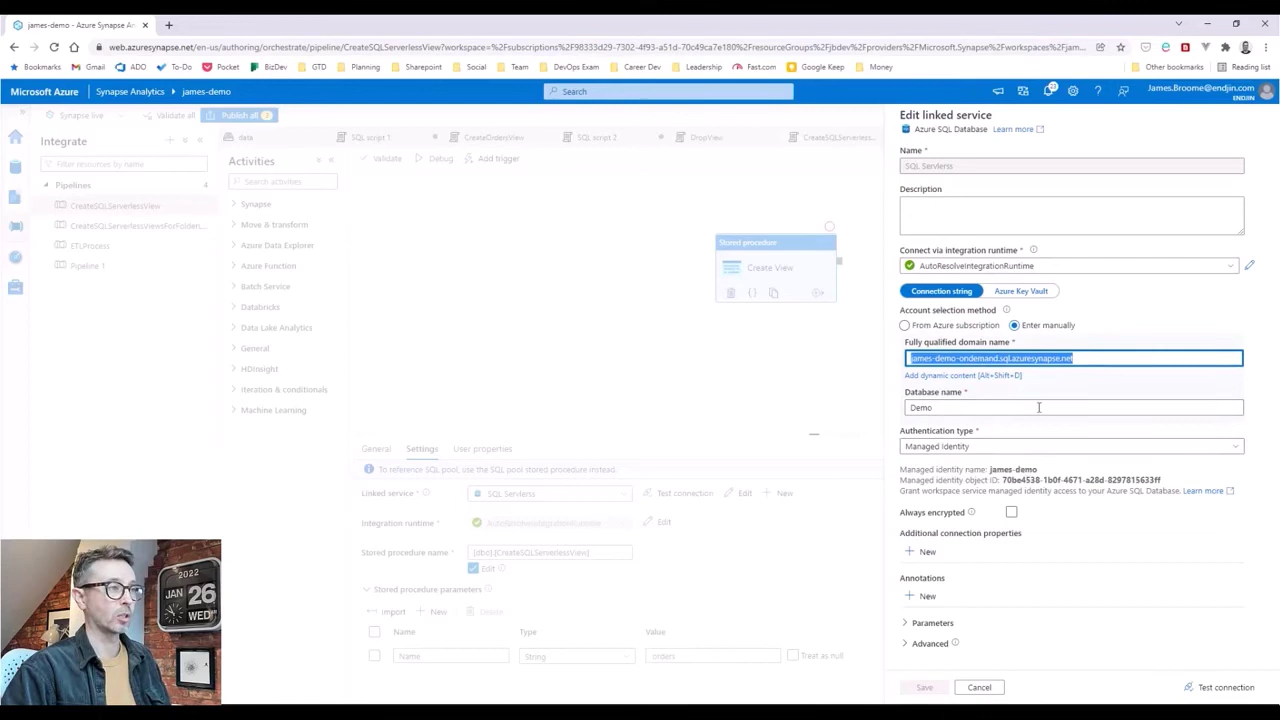 james-demo - Azure Synapse An
web.azuresynapse.net/en-us/authoring/orchestrate/pipeline/CreateSQLServerlessView?workspace=%2Fsubscriptions%2F98333d29-7302-4f93-a51d-70c49ca7e180%2FresourceGroups%2Fjbdev%2Fproviders%2FMicrosoft.Synapse%2Fworkspaces%2Fjam...
Bookmarks Gmail ADO To-Do Pocket BizDev GTD Planning Sharepoint Social Team DevOps Exam Career Dev Leadership Fast.com Google Keep Money Other bookmarks Reading list
Microsoft Azure Synapse Analytics james-demo Search James.Broome@endjin.com
ENDJIN
Synapse live Validate all Publish all
Integrate
Filter resources by name
Pipelines 4
CreateSQLServerlessView
CreateSQLServerlessViewsForFolderL...
ETLProcess
Pipeline 1
data SQL script 1 CreateOrdersView SQL script 2 DropView CreateSQLServerless...
Activities
Validate Debug Add trigger
Search activities
Synapse
Move & transform
Azure Data Explorer
Azure Function
Batch Service
Databricks
Data Lake Analytics
General
HDInsight
Iteration & conditionals
Machine Learning
Stored procedure
Create View
General Settings User properties
To reference SQL pool, use the SQL pool stored procedure instead.
Linked service * SQL Servlerss Test connection Edit New
Integration runtime * AutoResolveIntegrationRuntime Edit
Stored procedure name * [dbo].[CreateSQLServerlessView]
Edit
Stored procedure parameters
Import New Delete
Name Type Value
Name String orders Treat as null
Edit linked service
Azure SQL Database Learn more
Name *
SQL Servlerss
Description
Connect via integration runtime *
AutoResolveIntegrationRuntime
Connection string Azure Key Vault
Account selection method
From Azure subscription Enter manually
Fully qualified domain name *
james-demo-ondemand.sql.azuresynapse.net
Add dynamic content [Alt+Shift+D]
Database name *
Demo
Authentication type *
Managed Identity
Managed identity name: james-demo
Managed identity object ID: 70be4538-1b0f-4671-a28d-8297815633ff
Grant workspace service managed identity access to your Azure SQL Database. Learn more
Always encrypted
Additional connection properties
New
Annotations
New
Parameters
Advanced
Save Cancel Test connection
2022
JAN
26
WED